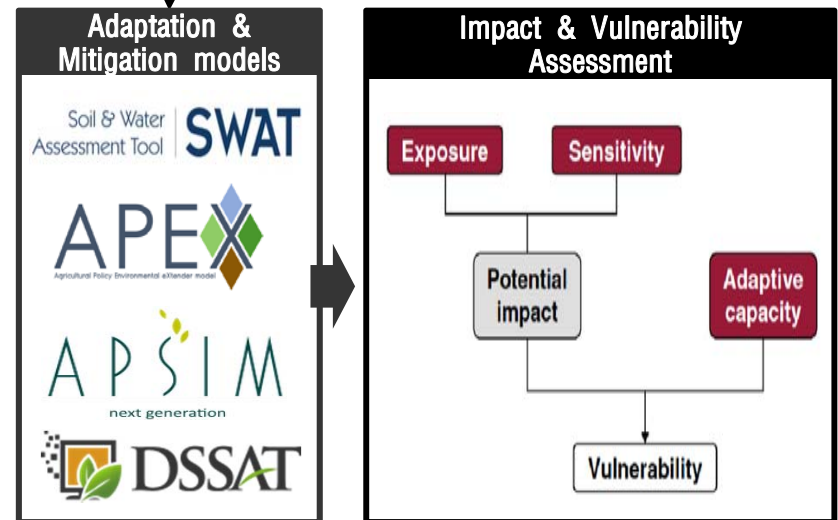 Adaptation &
Mitigation models
Soil & Water
Assessment Tool
SWAT
APEX
Agricultural Policy Environmental eXtender model
APSIM
next generation
DSSAT
Impact & Vulnerability
Assessment
Exposure
Sensitivity
Potential
impact
Adaptive
capacity
Vulnerability